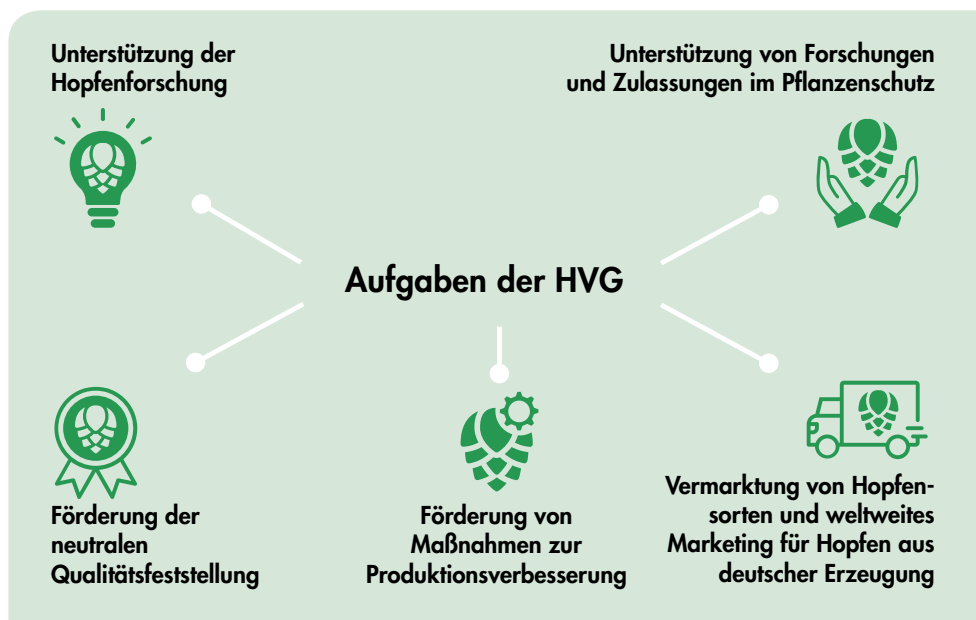 Unterstützung der
Hopfenforschung
Unterstützung von Forschungen
und Zulassungen im Pflanzenschutz
Aufgaben der HVG
Förderung der
neutralen
Qualitätsfeststellung
Förderung von
Maßnahmen zur
Produktionsverbesserung
Vermarktung von Hopfen-
sorten und weltweites
Marketing für Hopfen aus
deutscher Erzeugung